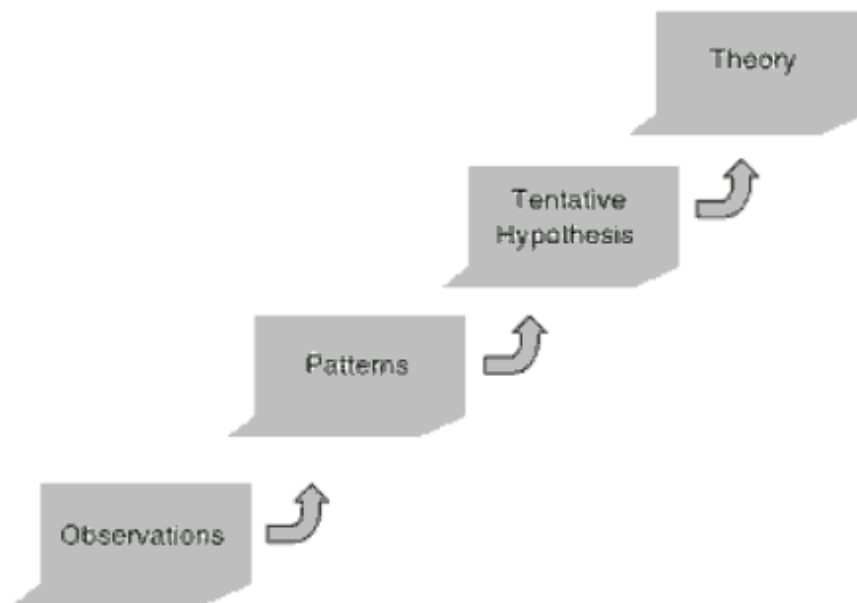 Theory
Tentative
Hypothesis
Patterns
Observations